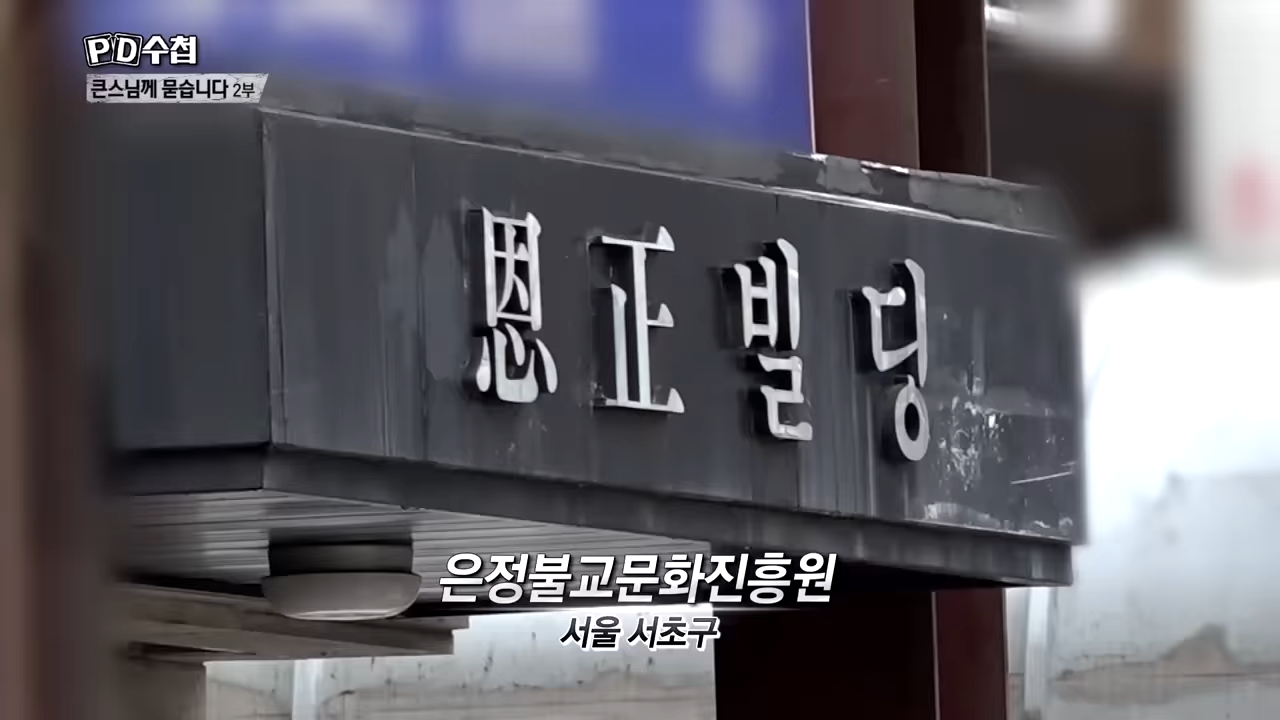 PD수첩
큰스님께 묻습니다 2부
恩正빌딩
은정불교문화진흥원
서울 서초구